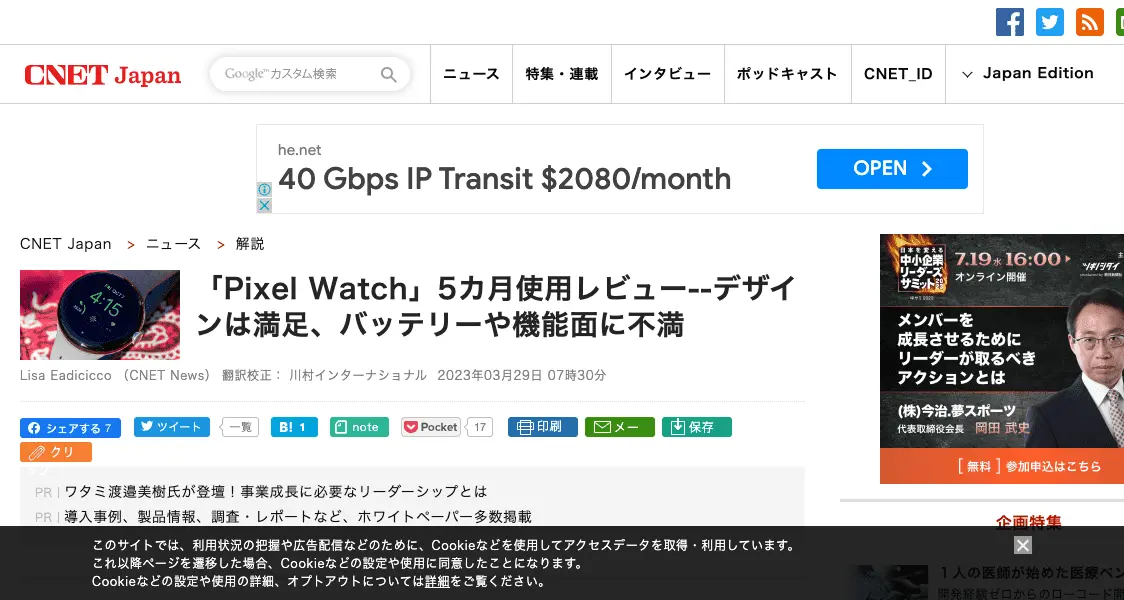 CNET Japan
Google™カスタム検索
ニュース
特集・連載
インタビュー
ポッドキャスト
CNET_ID
Japan Edition
he.net
40 Gbps IP Transit $2080/month
OPEN
CNET Japan > ニュース > 解説
「Pixel Watch」5カ月使用レビュー--デザイ
ンは満足、バッテリーや機能面に不満
4:15
Lisa Eadicicco （CNET News） 翻訳校正： 川村インターナショナル 2023年03月29日 07時30分
シェアする 7
ツイート
一覧
B! 1
note
Pocket
17
印刷
メー
保存
クリ
PR | ワタミ渡邉美樹氏が登壇！事業成長に必要なリーダーシップとは
PR | 導入事例、製品情報、調査・レポートなど、ホワイトペーパー多数掲載
日本を変える
中小企業
リーダーズ
サミット2023
7.19水 16:00
オンライン開催
ツギノジダイ
メンバーを
成長させるために
リーダーが取るべき
アクションとは
(株)今治.夢スポーツ
代表取締役会長 岡田 武史
[ 無料 ] 参加申込はこちら
企画特集
1人の医師が始めた医療ベン
開発経験ゼロからのローコード開
このサイトでは、利用状況の把握や広告配信などのために、Cookieなどを使用してアクセスデータを取得・利用しています。
これ以降ページを遷移した場合、Cookieなどの設定や使用に同意したことになります。
Cookieなどの設定や使用の詳細、オプトアウトについては詳細をご覧ください。